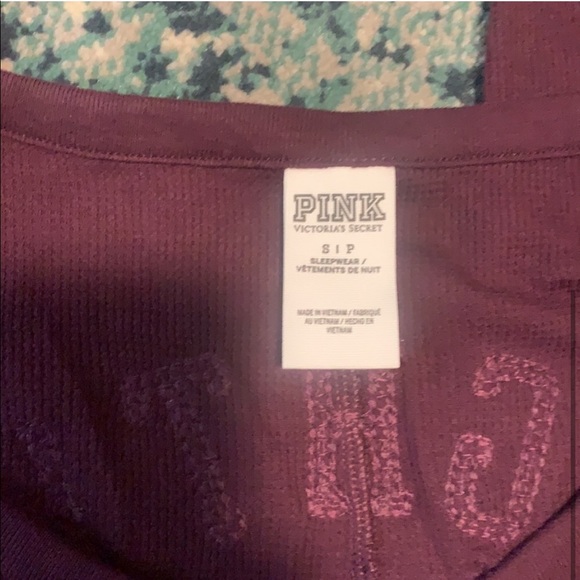 PINK
VICTORIA'S SECRET
S | P
SLEEPWEAR /
VÊTEMENTS DE NUIT
MADE IN VIETNAM / FABRIQUÉ
AU VIETNAM / HECHO EN
VIETNAM